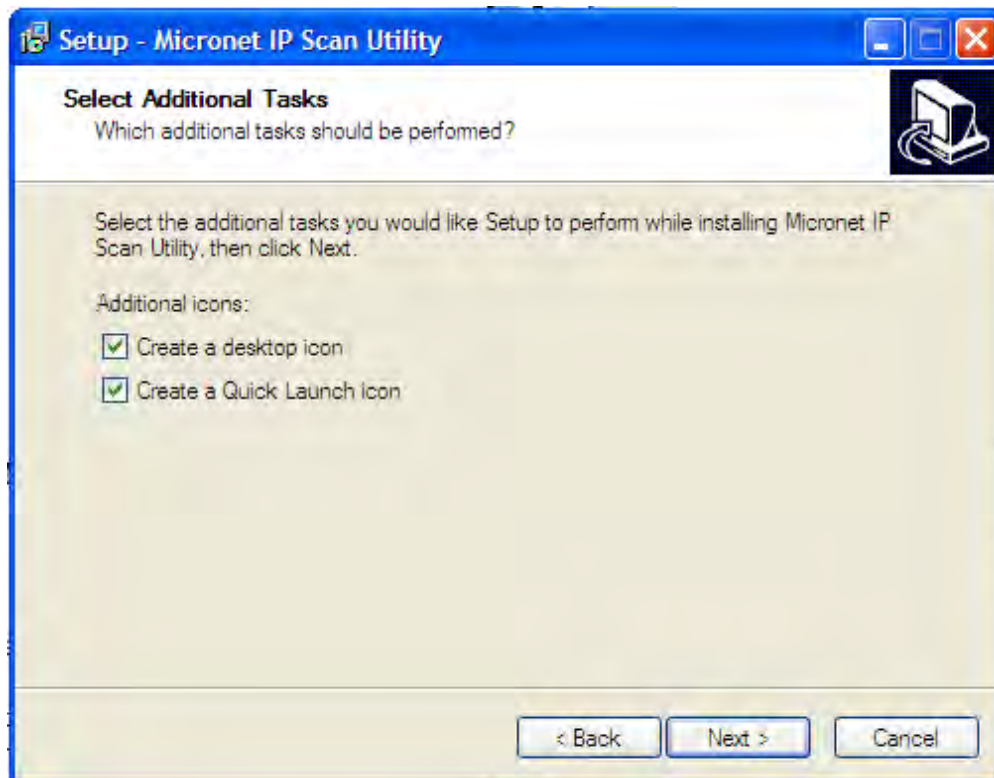 Setup - Micronet IP Scan Utility
Select Additional Tasks
Which additional tasks should be performed?
Select the additional tasks you would like Setup to perform while installing Micronet IP
Scan Utility, then click Next.
Additional icons:
Create a desktop icon
Create a Quick Launch icon
< Back
Next >
Cancel